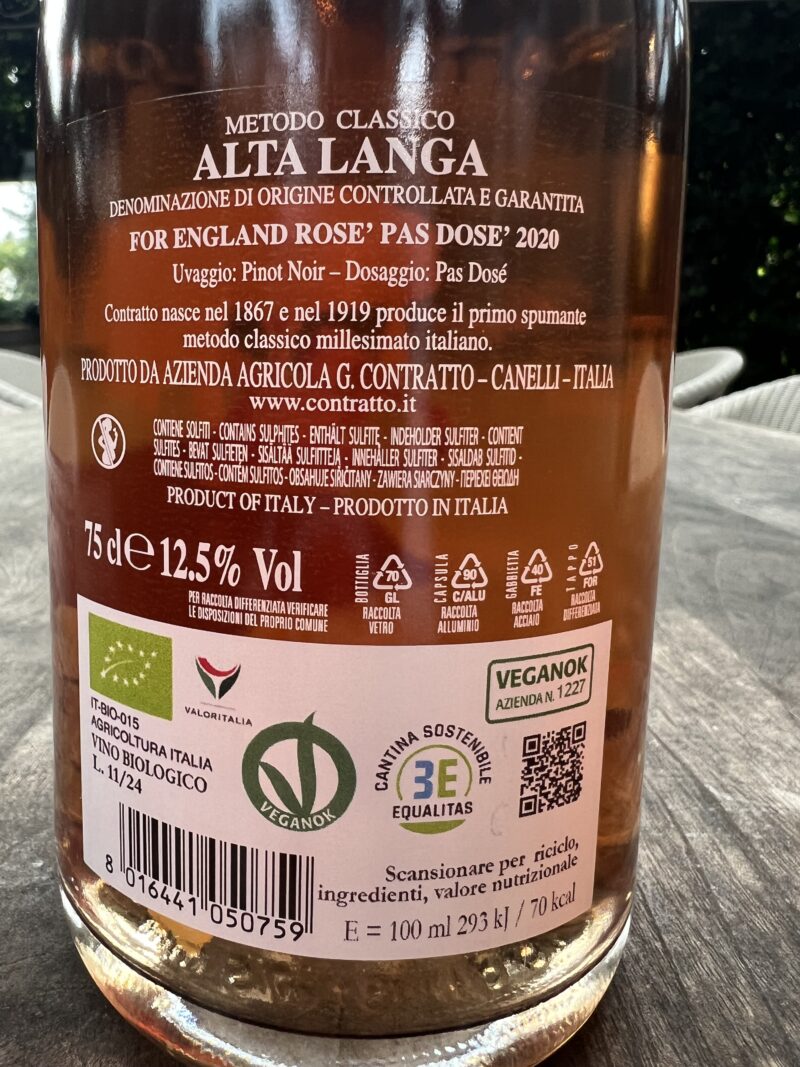 METODO CLASSICO
ALTA LANGA
DENOMINAZIONE DI ORIGINE CONTROLLATA E GARANTITA
FOR ENGLAND ROSE' PAS DOSE' 2020
Uvaggio: Pinot Noir – Dosaggio: Pas Dosé
Contratto nasce nel 1867 e nel 1919 produce il primo spumante
metodo classico millesimato italiano.
PRODOTTO DA AZIENDA AGRICOLA G. CONTRATTO – CANELLI – ITALIA
www.contratto.it
CONTIENE SOLFITI - CONTAINS SULPHITES - ENTHÄLT SULFITE - INDEHOLDER SULFITER - CONTIENT
SULFITES - BEVAT SULFIETEN - SISÄLTÄÄ SULFIITTEJA - INNEHÅLLER SULFITER - SISALDAB SULFITID -
CONTIENE SULFITOS - CONTÉM SULFITOS - OBSAHUJE SIRIČITANY - ZAWIERA SIARCZYNY - ΠΕΡΙΕΧΕΙ ΘΕΙΩΔΗ
PRODUCT OF ITALY – PRODOTTO IN ITALIA
75 cl e 12.5% Vol
PER RACCOLTA DIFFERENZIATA VERIFICARE
LE DISPOSIZIONI DEL PROPRIO COMUNE
BOTTIGLIA
70
GL
RACCOLTA
VETRO
CAPSULA
90
C/ALU
RACCOLTA
ALLUMINIO
GABBIETTA
40
FE
RACCOLTA
ACCIAIO
TAPPO
51
FOR
RACCOLTA
DIFFERENZIATA
IT-BIO-015
AGRICOLTURA ITALIA
VINO BIOLOGICO
L. 11/24
VALORITALIA
VEGANOK
AZIENDA N. 1227
VEGANOK
CANTINA SOSTENIBILE
3E
EQUALITAS
8 016441 050759
Scansionare per riciclo,
ingredienti, valore nutrizionale
E = 100 ml 293 kJ / 70 kcal